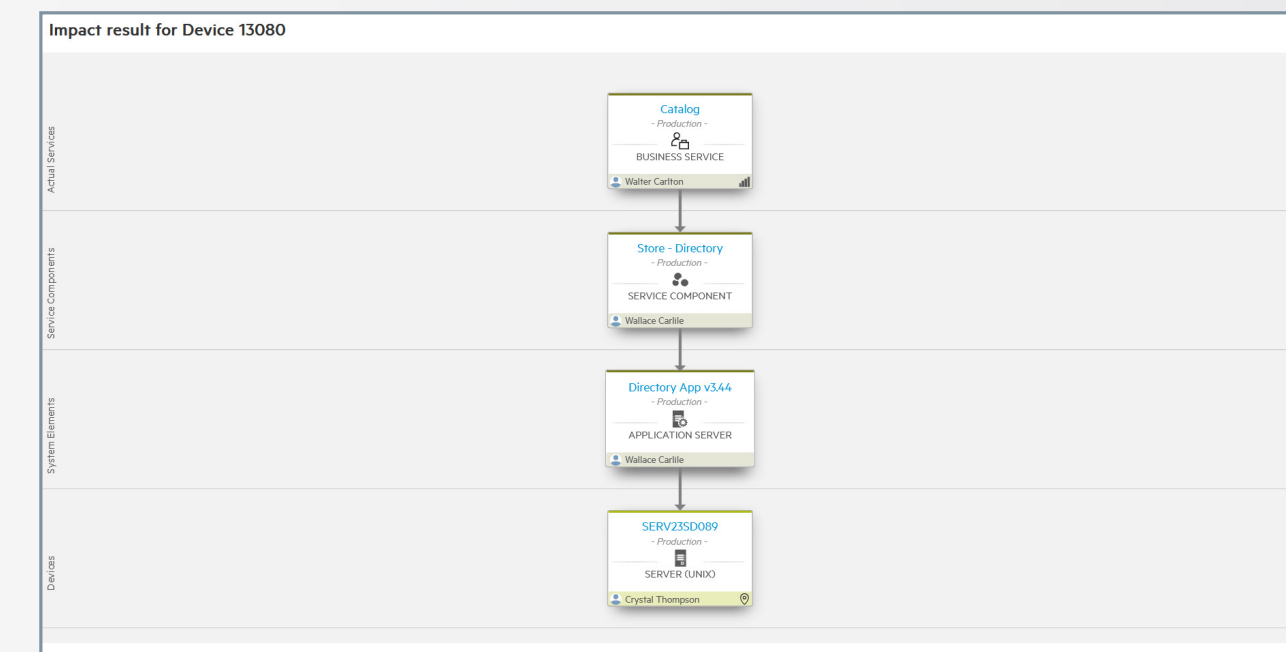 Impact result for Device 13080
Actual Services
Catalog
- Production -
BUSINESS SERVICE
Walter Carlton
Service Components
Store - Directory
- Production -
SERVICE COMPONENT
Wallace Carlile
System Elements
Directory App v3.44
- Production -
APPLICATION SERVER
Wallace Carlile
Devices
SERV23SD089
- Production -
SERVER (UNIX)
Crystal Thompson